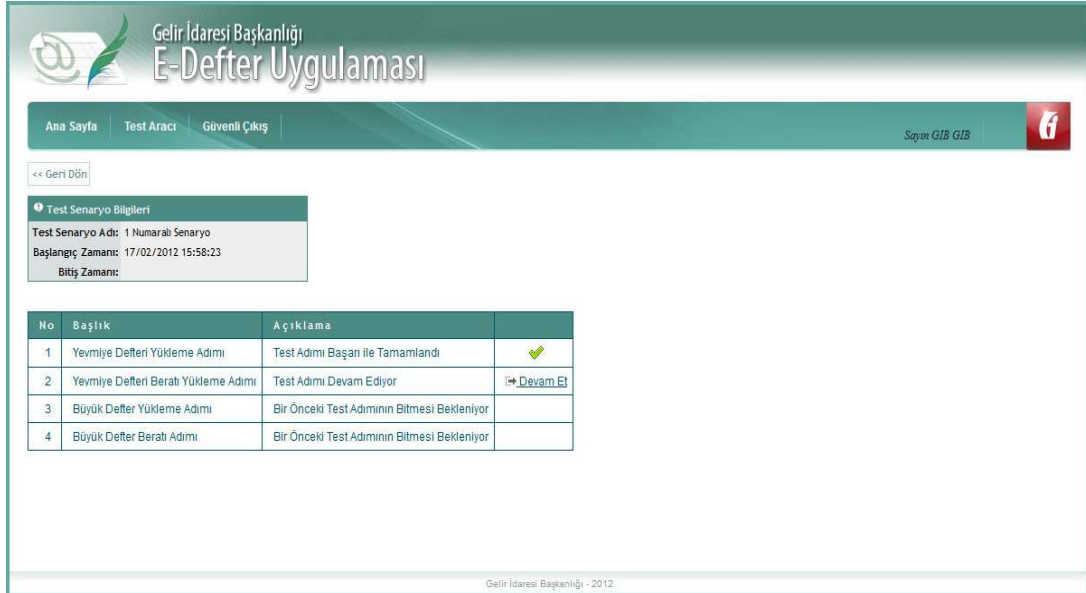 Gelir İdaresi Başkanlığı
E-Defter Uygulaması
Ana Sayfa Test Aracı Güvenli Çıkış Sayın GIB GIB
<< Geri Dön
Test Senaryo Bilgileri
Test Senaryo Adı: 1 Numaralı Senaryo
Başlangıç Zamanı: 17/02/2012 15:58:23
Bitiş Zamanı:
No Başlık Açıklama
1 Yevmiye Defteri Yükleme Adımı Test Adımı Başarı ile Tamamlandı
2 Yevmiye Defteri Beratı Yükleme Adımı Test Adımı Devam Ediyor Devam Et
3 Büyük Defter Yükleme Adımı Bir Önceki Test Adımının Bitmesi Bekleniyor
4 Büyük Defter Beratı Adımı Bir Önceki Test Adımının Bitmesi Bekleniyor
Gelir İdaresi Başkanlığı - 2012